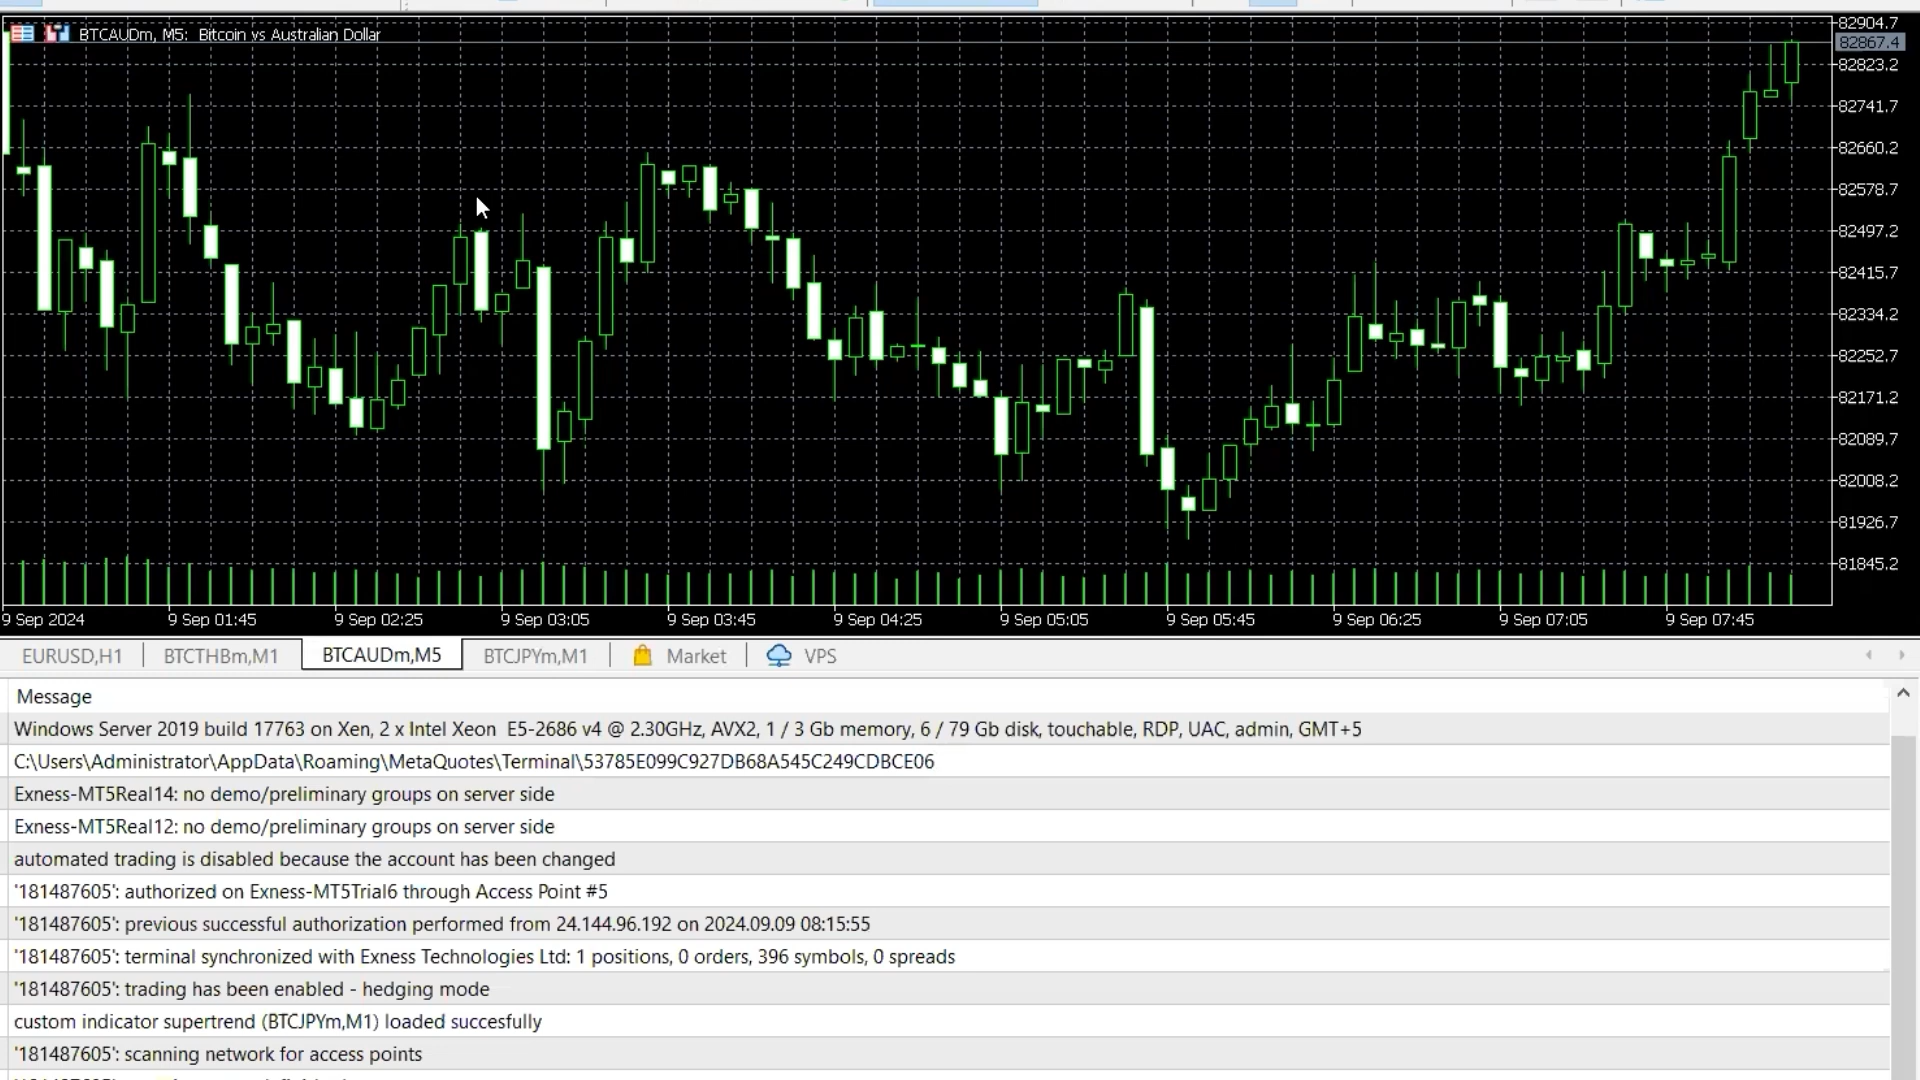 BTCAUDm, M5: Bitcoin vs Australian Dollar
82904.7
82867.4
82823.2
82741.7
82660.2
82578.7
82497.2
82415.7
82334.2
82252.7
82171.2
82089.7
82008.2
81926.7
81845.2
9 Sep 2024 9 Sep 01:45 9 Sep 02:25 9 Sep 03:05 9 Sep 03:45 9 Sep 04:25 9 Sep 05:05 9 Sep 05:45 9 Sep 06:25 9 Sep 07:05 9 Sep 07:45
EURUSD,H1 BTCTHBm,M1 BTCAUDm,M5 BTCJPYm,M1 Market VPS
Message
Windows Server 2019 build 17763 on Xen, 2 x Intel Xeon E5-2686 v4 @ 2.30GHz, AVX2, 1 / 3 Gb memory, 6 / 79 Gb disk, touchable, RDP, UAC, admin, GMT+5
C:\Users\Administrator\AppData\Roaming\MetaQuotes\Terminal\53785E099C927DB68A545C249CDBCE06
Exness-MT5Real14: no demo/preliminary groups on server side
Exness-MT5Real12: no demo/preliminary groups on server side
automated trading is disabled because the account has been changed
'181487605': authorized on Exness-MT5Trial6 through Access Point #5
'181487605': previous successful authorization performed from 24.144.96.192 on 2024.09.09 08:15:55
'181487605': terminal synchronized with Exness Technologies Ltd: 1 positions, 0 orders, 396 symbols, 0 spreads
'181487605': trading has been enabled - hedging mode
custom indicator supertrend (BTCJPYm,M1) loaded succesfully
'181487605': scanning network for access points